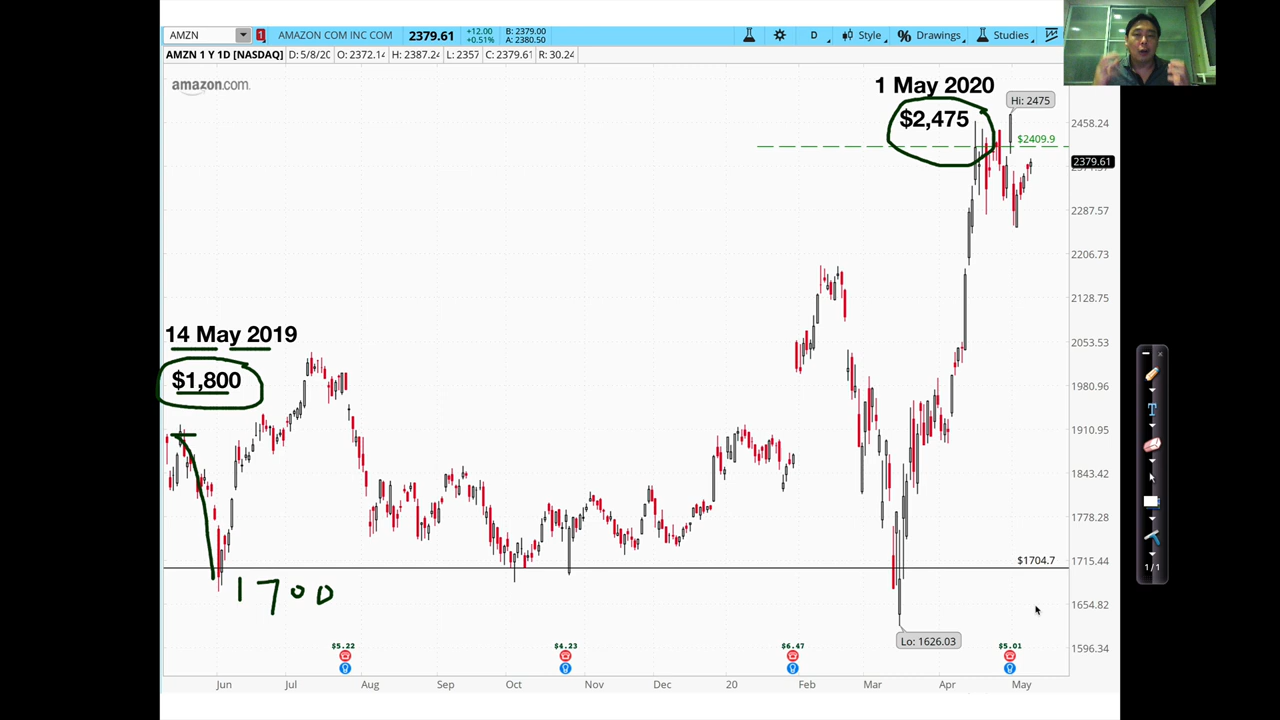 AMZN 1 AMAZON COM INC COM 2379.61 +12.00 +0.51% B: 2379.00 A: 2380.50 D Style % Drawings Studies
AMZN 1 Y 1D [NASDAQ] D: 5/8/20 O: 2372.14 H: 2387.24 L: 2357 C: 2379.61 R: 30.24
amazon.com
1 May 2020
$2,475
Hi: 2475
$2409.9
14 May 2019
$1,800
1700
$1704.7
Lo: 1626.03
2458.24
2379.61
2287.57
2206.73
2128.75
2053.53
1980.96
1910.95
1843.42
1778.28
1715.44
1654.82
1596.34
$5.22 $4.23 $6.47 $5.01
Jun Jul Aug Sep Oct Nov Dec 20 Feb Mar Apr May
T
1/1